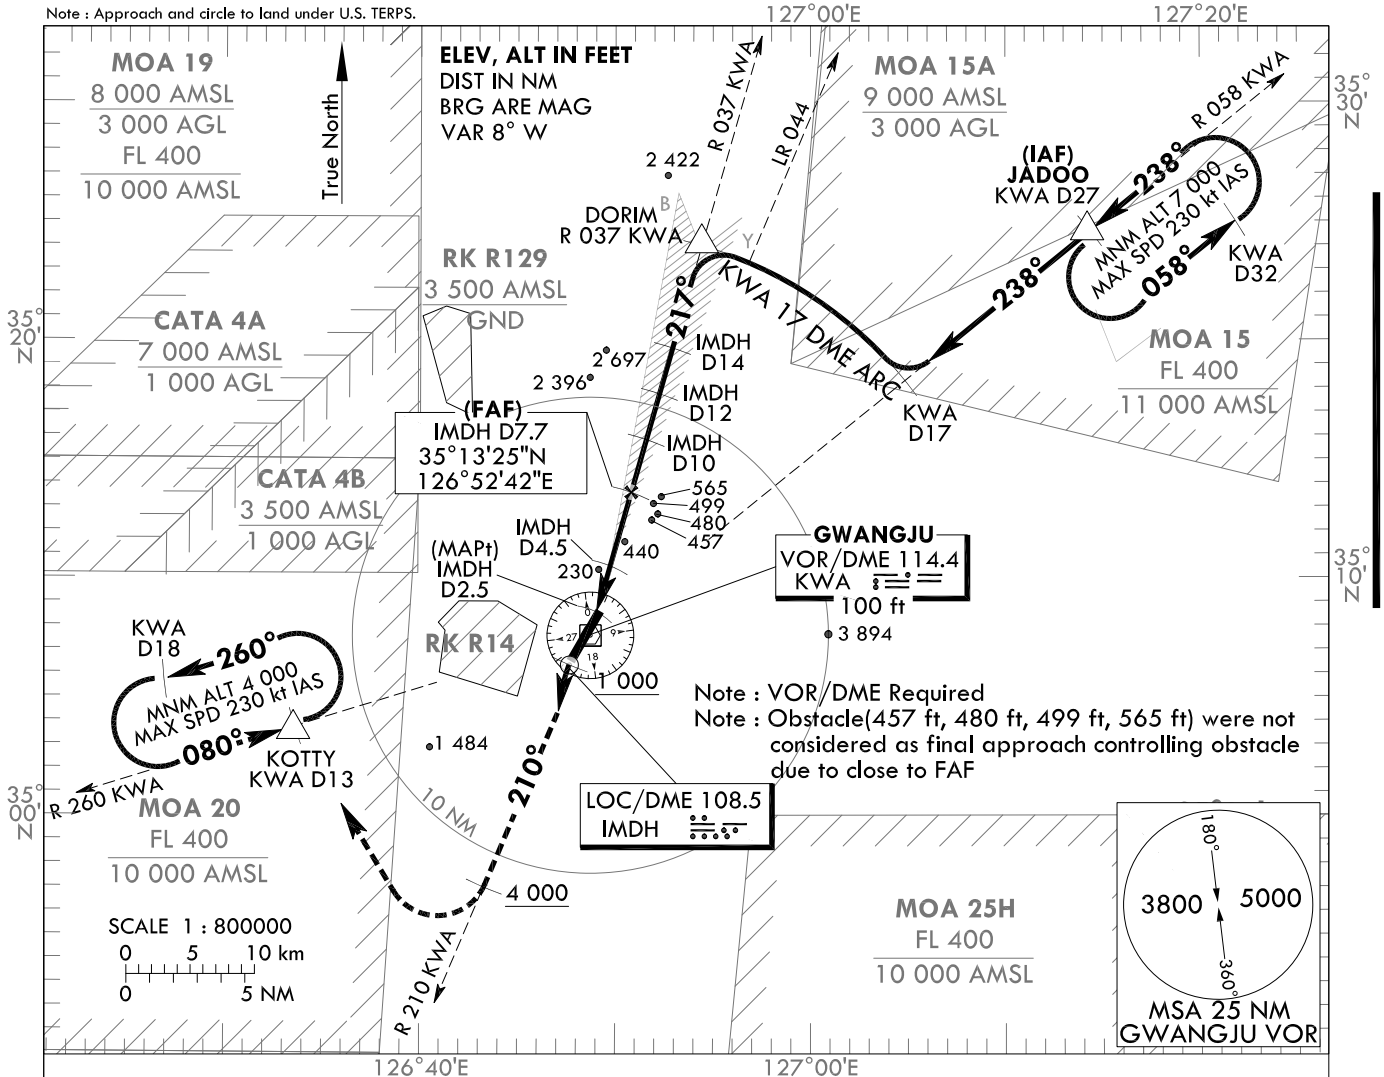 Note : Approach and circle to land under U.S. TERPS.
127°00'E
127°20'E
MOA 19
8 000 AMSL
3 000 AGL
FL 400
10 000 AMSL
True North
ELEV, ALT IN FEET
DIST IN NM
BRG ARE MAG
VAR 8° W
R 037 KWA
LR 044
MOA 15A
9 000 AMSL
3 000 AGL
R 058 KWA
35°
30'
N
2 422
(IAF)
JADOO
KWA D27
238°
MNM ALT 7 000
MAX SPD 230 kt IAS
058°
KWA
D32
238°
DORIM
R 037 KWA
B
Y
KWA 17 DME ARC
217°
RK R129
3 500 AMSL
GND
CATA 4A
7 000 AMSL
1 000 AGL
35°
20'
N
MOA 15
FL 400
11 000 AMSL
IMDH
D14
2 697
2 396
IMDH
D12
KWA
D17
(FAF)
IMDH D7.7
35°13'25"N
126°52'42"E
IMDH
D10
CATA 4B
3 500 AMSL
1 000 AGL
565
499
480
457
440
230
IMDH
D4.5
(MAPt)
IMDH
D2.5
GWANGJU
VOR/DME 114.4
KWA
100 ft
35°
10'
N
3 894
RK R14
0
9
18
27
1 000
KWA
D18
260°
MNM ALT 4 000
MAX SPD 230 kt IAS
080°
KOTTY
KWA D13
R 260 KWA
Note : VOR/DME Required
Note : Obstacle(457 ft, 480 ft, 499 ft, 565 ft) were not
considered as final approach controlling obstacle
due to close to FAF
1 484
210°
10 NM
LOC/DME 108.5
IMDH
35°
00'
N
MOA 20
FL 400
10 000 AMSL
4 000
R 210 KWA
SCALE 1 : 800000
0 5 10 km
0 5 NM
MOA 25H
FL 400
10 000 AMSL
180°
3800
5000
360°
MSA 25 NM
GWANGJU VOR
126°40'E
127°00'E